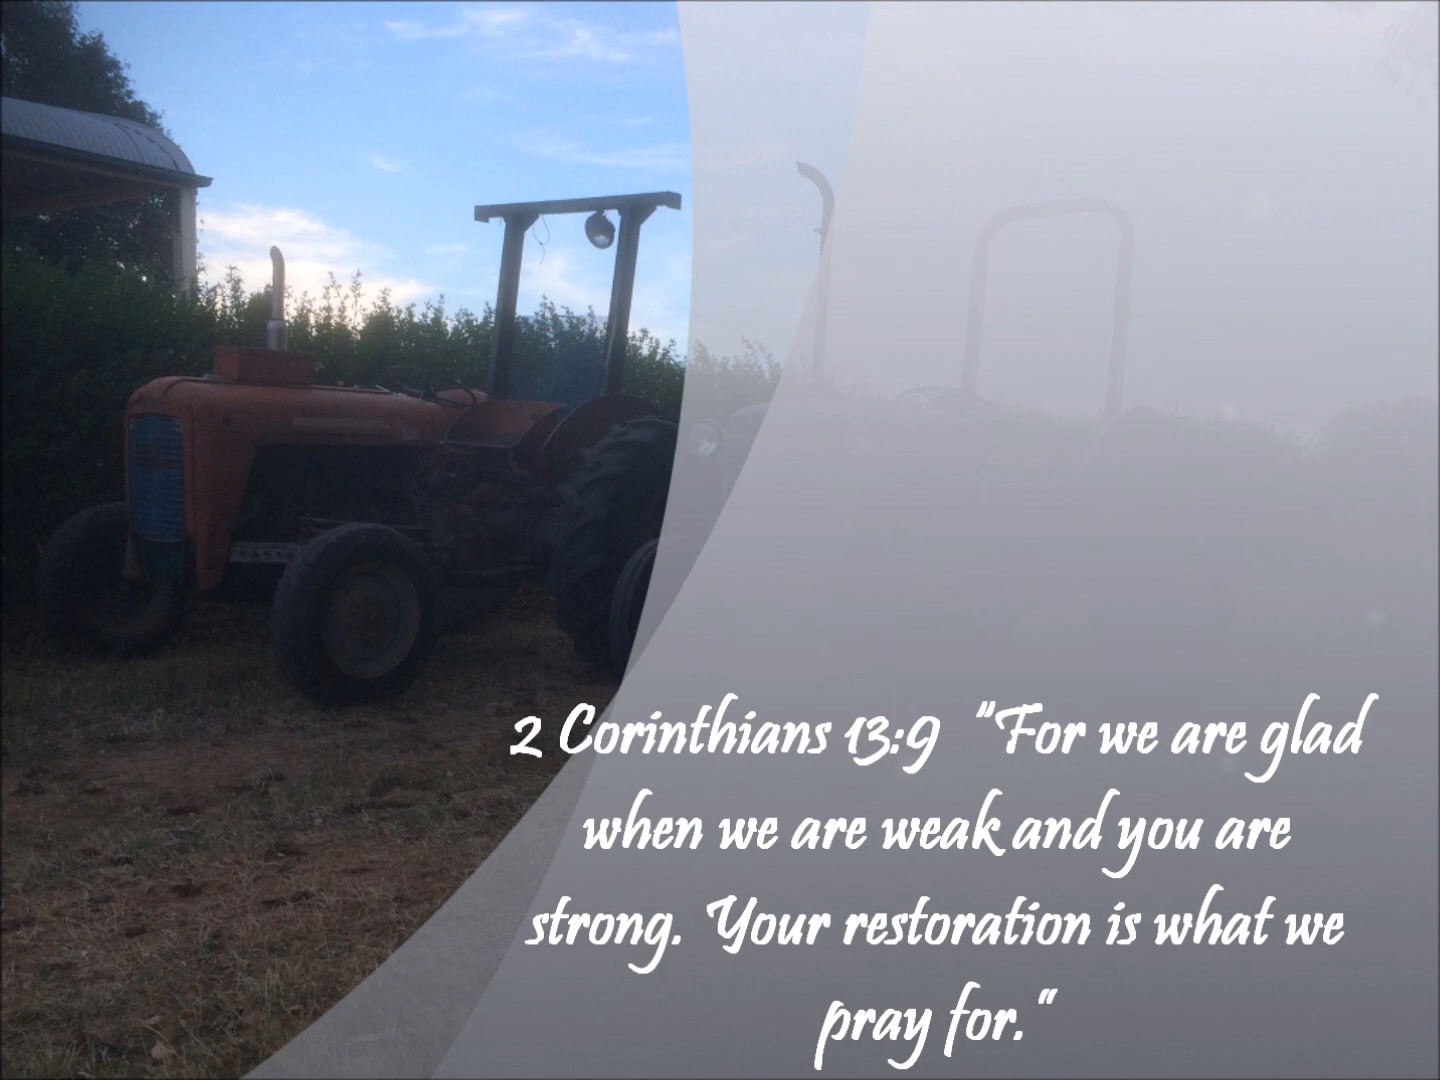 2 Corinthians 13:9 "For we are glad
when we are weak and you are
strong. Your restoration is what we
pray for."